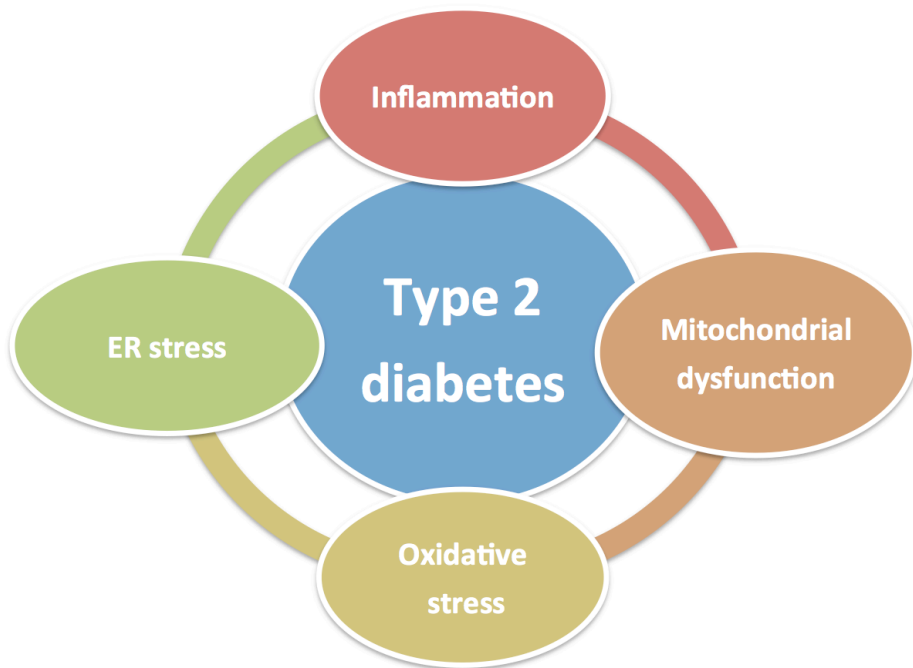 Inflammation
Type 2
diabetes
ER stress
Mitochondrial
dysfunction
Oxidative
stress